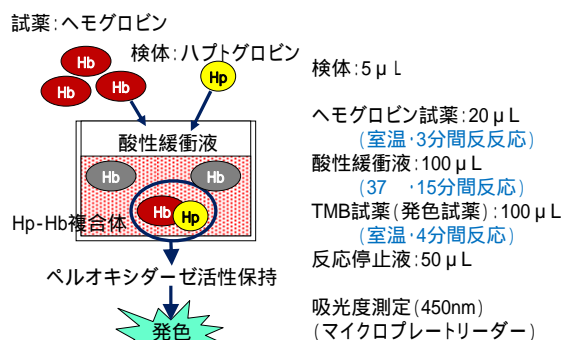 試薬：ヘモグロビン
検体：ハプトグロビン
Hb
Hb
Hb
Hp
酸性緩衝液
Hb
Hb
Hb
Hp
Hp-Hb複合体
ペルオキシダーゼ活性保持
発色
検体：5μL
ヘモグロビン試薬：20μL
(室温・3分間反反応)
酸性緩衝液：100μL
(37　・15分間反応)
TMB試薬(発色試薬)：100μL
(室温・4分間反応)
反応停止液：50μL
吸光度測定(450nm)
(マイクロプレートリーダー)